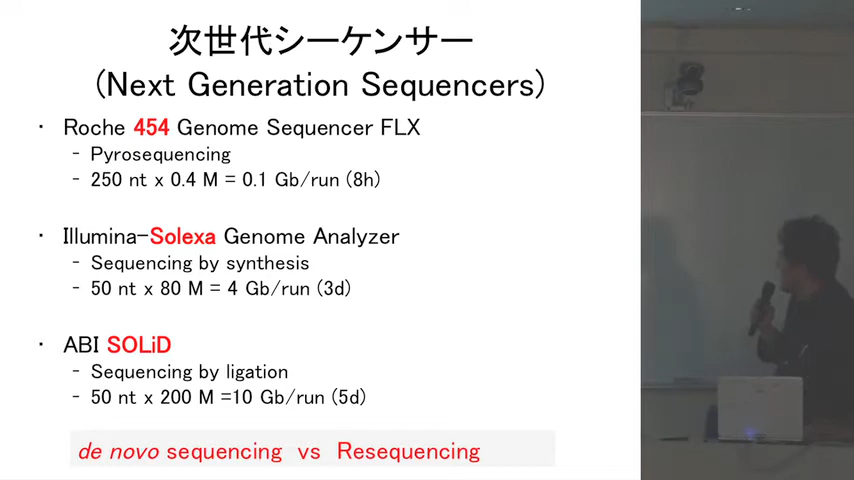 次世代シーケンサー
(Next Generation Sequencers)
・ Roche 454 Genome Sequencer FLX
- Pyrosequencing
- 250 nt x 0.4 M = 0.1 Gb/run (8h)
・ Illumina-Solexa Genome Analyzer
- Sequencing by synthesis
- 50 nt x 80 M = 4 Gb/run (3d)
・ ABI SOLiD
- Sequencing by ligation
- 50 nt x 200 M =10 Gb/run (5d)
de novo sequencing vs Resequencing